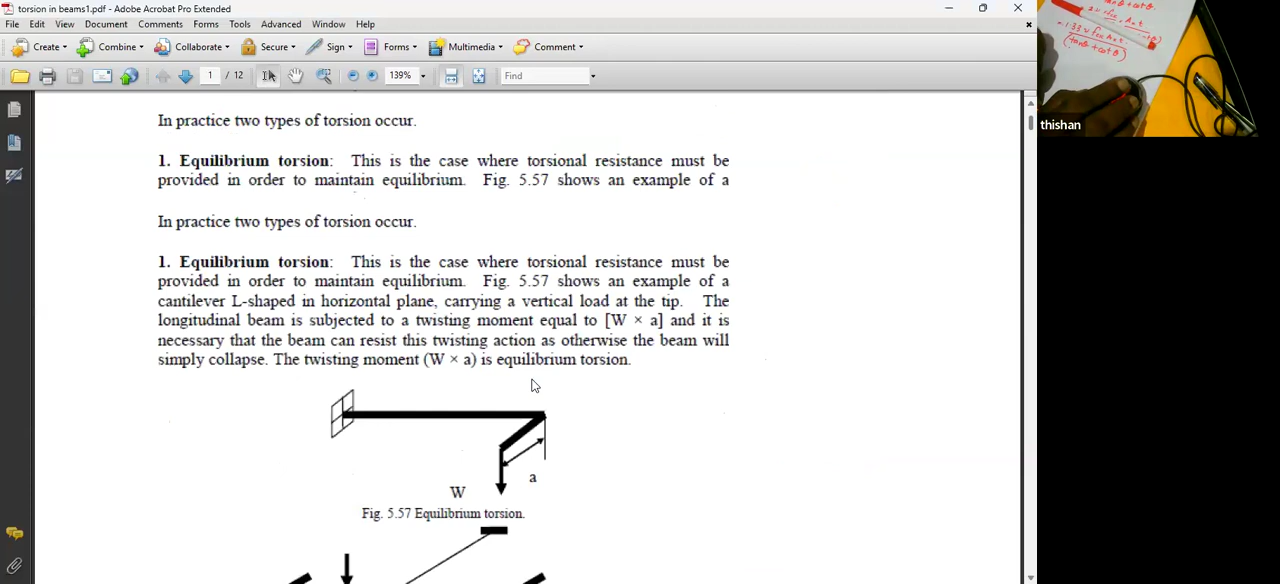 torsion in beams1.pdf - Adobe Acrobat Pro Extended
File Edit View Document Comments Forms Tools Advanced Window Help
Create Combine Collaborate Secure Sign Forms Multimedia Comment
1 / 12 139% Find
In practice two types of torsion occur.
1. Equilibrium torsion: This is the case where torsional resistance must be
provided in order to maintain equilibrium. Fig. 5.57 shows an example of a
In practice two types of torsion occur.
1. Equilibrium torsion: This is the case where torsional resistance must be
provided in order to maintain equilibrium. Fig. 5.57 shows an example of a
cantilever L-shaped in horizontal plane, carrying a vertical load at the tip. The
longitudinal beam is subjected to a twisting moment equal to [W × a] and it is
necessary that the beam can resist this twisting action as otherwise the beam will
simply collapse. The twisting moment (W × a) is equilibrium torsion.
a
W
Fig. 5.57 Equilibrium torsion.
(tanθ + cotθ)
thishan